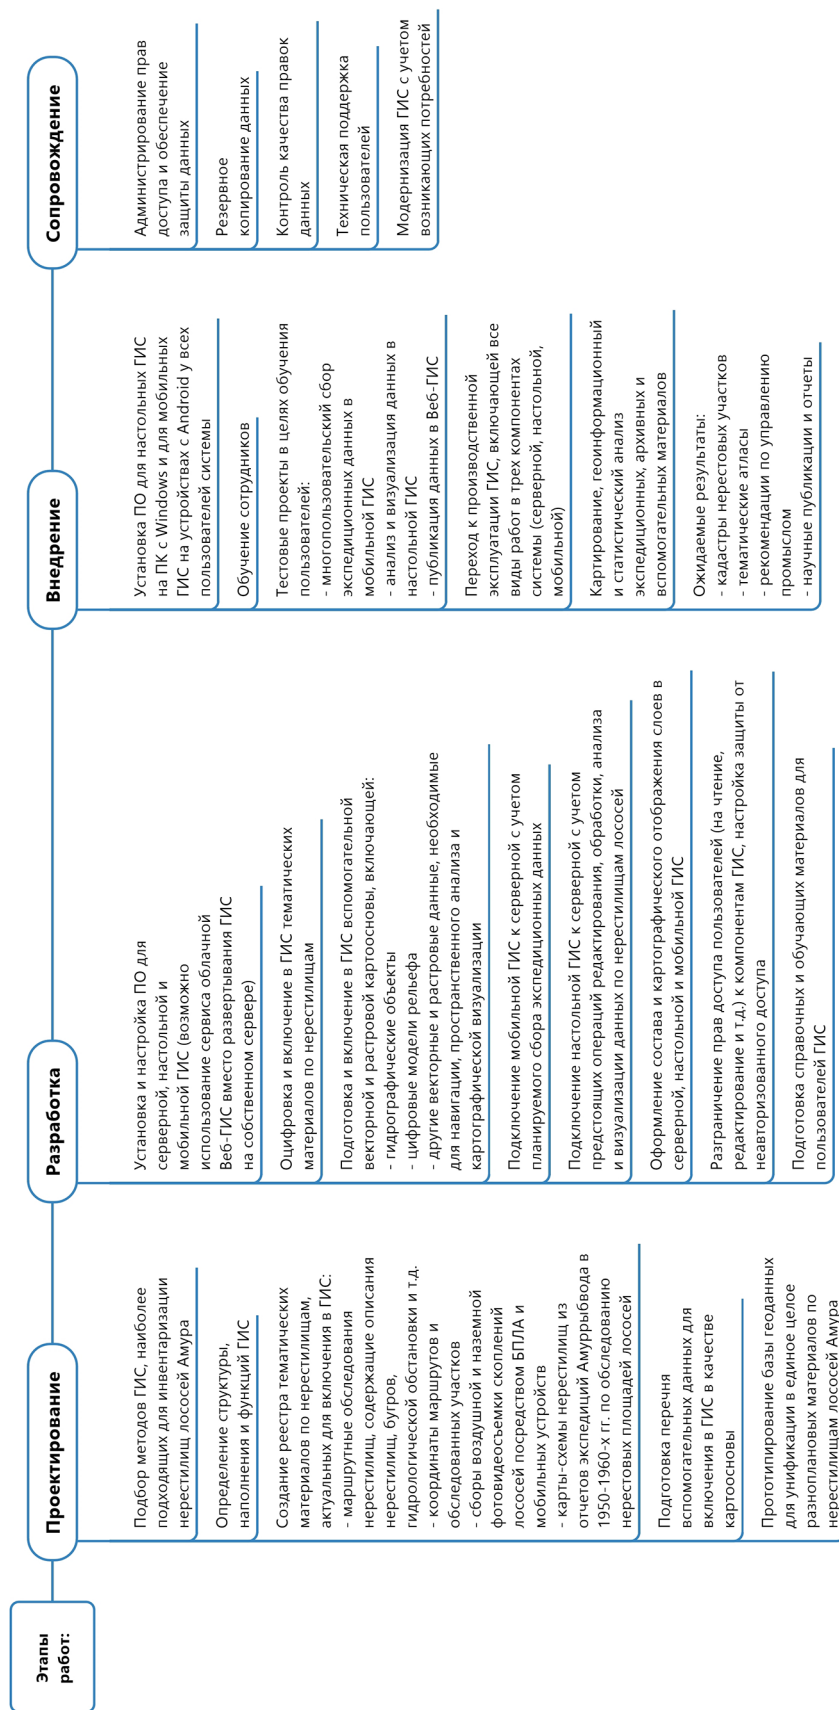 Этапы
работ:
Проектирование
Подбор методов ГИС, наиболее
подходящих для инвентаризации
нерестилищ лососей Амура
Определение структуры,
наполнения и функций ГИС
Создание реестра тематических
материалов по нерестилищам,
актуальных для включения в ГИС:
- маршрутные обследования
нерестилищ, содержащие описания
нерестилищ, бугров,
гидрологической обстановки и т.д.
- координаты маршрутов и
обследованных участков
- сборы воздушной и наземной
фотовидеосъемки скоплений
лососей посредством БПЛА и
мобильных устройств
- карты-схемы нерестилищ из
отчетов экспедиций Амуррыбвода в
1950-1960-х гг. по обследованию
нерестовых площадей лососей
Подготовка перечня
вспомогательных данных для
включения в ГИС в качестве
картоосновы
Прототипирование базы геоданных
для унификации в единое целое
разноплановых материалов по
нерестилищам лососей Амура
Разработка
Установка и настройка ПО для
серверной, настольной и
мобильной ГИС (возможно
использование сервиса облачной
Веб-ГИС вместо развертывания ГИС
на собственном сервере)
Оцифровка и включение в ГИС тематических
материалов по нерестилищам
Подготовка и включение в ГИС вспомогательной
векторной и растровой картоосновы, включающей:
- гидрографические объекты
- цифровые модели рельефа
- другие векторные и растровые данные, необходимые
для навигации, пространственного анализа и
картографической визуализации
Подключение мобильной ГИС к серверной с учетом
планируемого сбора экспедиционных данных
Подключение настольной ГИС к серверной с учетом
предстоящих операций редактирования, обработки, анализа
и визуализации данных по нерестилищам лососей
Оформление состава и картографического отображения слоев в
серверной, настольной и мобильной ГИС
Разграничение прав доступа пользователей (на чтение,
редактирование и т.д.) к компонентам ГИС, настройка защиты от
неавторизованного доступа
Подготовка справочных и обучающих материалов для
пользователей ГИС
Внедрение
Установка ПО для настольных ГИС
на ПК с Windows и для мобильных
ГИС на устройствах с Android у всех
пользователей системы
Обучение сотрудников
Тестовые проекты в целях обучения
пользователей:
- многопользовательский сбор
экспедиционных данных в
мобильной ГИС
- анализ и визуализация данных в
настольной ГИС
- публикация данных в Веб-ГИС
Переход к производственной
эксплуатации ГИС, включающей все
виды работ в трех компонентах
системы (серверной, настольной,
мобильной)
Картирование, геоинформационный
и статистический анализ
экспедиционных, архивных и
вспомогательных материалов
Ожидаемые результаты:
- кадастры нерестовых участков
- тематические атласы
- рекомендации по управлению
промыслом
- научные публикации и отчеты
Сопровождение
Администрирование прав
доступа и обеспечение
защиты данных
Резервное
копирование данных
Контроль качества правок
данных
Техническая поддержка
пользователей
Модернизация ГИС с учетом
возникающих потребностей